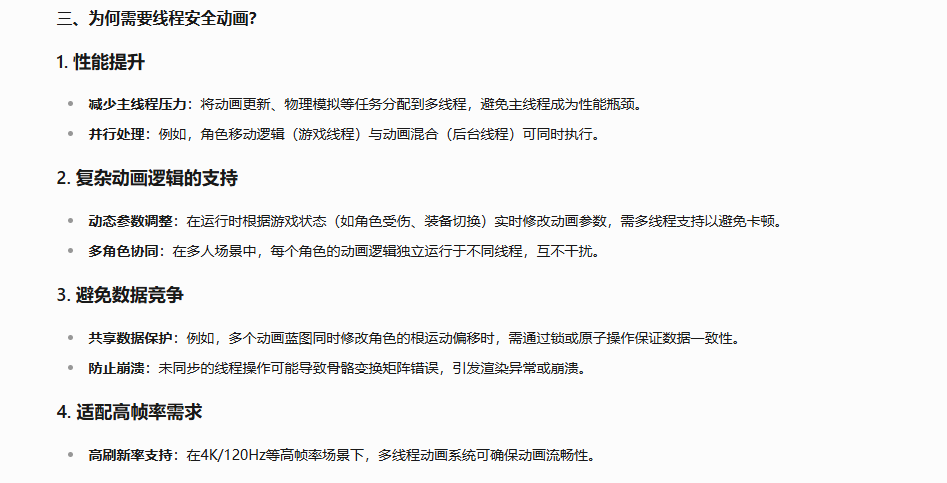 三、为何需要线程安全动画?
1. 性能提升
减少主线程压力：将动画更新、物理模拟等任务分配到多线程，避免主线程成为性能瓶颈。
并行处理：例如，角色移动逻辑（游戏线程）与动画混合（后台线程）可同时执行。
2. 复杂动画逻辑的支持
动态参数调整：在运行时根据游戏状态（如角色受伤、装备切换）实时修改动画参数，需多线程支持以避免卡顿。
多角色协同：在多人场景中，每个角色的动画逻辑独立运行于不同线程，互不干扰。
3. 避免数据竞争
共享数据保护：例如，多个动画蓝图同时修改角色的根运动偏移时，需通过锁或原子操作保证数据一致性。
防止崩溃：未同步的线程操作可能导致骨骼变换矩阵错误，引发渲染异常或崩溃。
4. 适配高帧率需求
高刷新率支持：在4K/120Hz等高帧率场景下，多线程动画系统可确保动画流畅性。